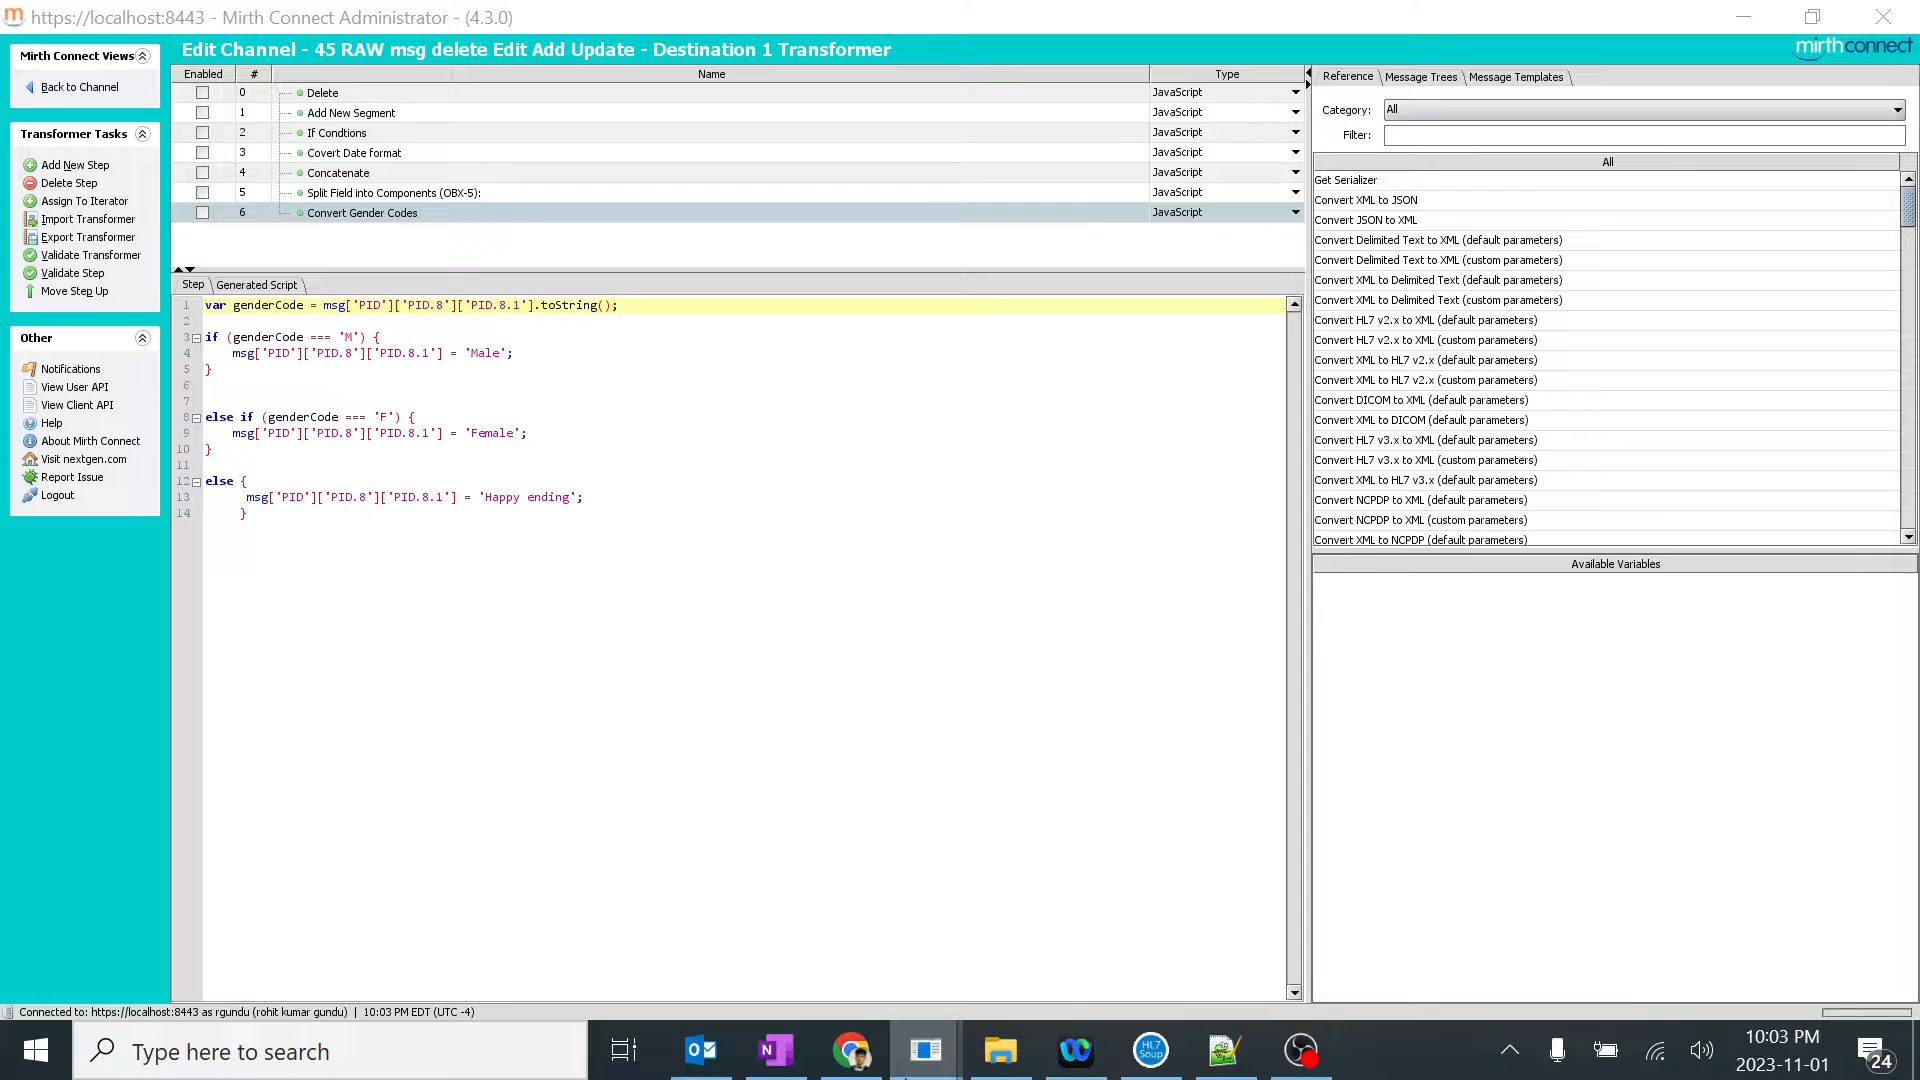 https://localhost:8443 - Mirth Connect Administrator - (4.3.0)
Mirth Connect Views
Back to Channel
Transformer Tasks
Add New Step
Delete Step
Assign To Iterator
Import Transformer
Export Transformer
Validate Transformer
Validate Step
Move Step Up
Other
Notifications
View User API
View Client API
Help
About Mirth Connect
Visit nextgen.com
Report Issue
Logout
Edit Channel - 45 RAW msg delete Edit Add Update - Destination 1 Transformer
mirthconnect
Enabled # Name Type
0 Delete JavaScript
1 Add New Segment JavaScript
2 If Condtions JavaScript
3 Covert Date format JavaScript
4 Concatenate JavaScript
5 Split Field into Components (OBX-5): JavaScript
6 Convert Gender Codes JavaScript
Step Generated Script
1 var genderCode = msg['PID']['PID.8']['PID.8.1'].toString();
2
3 if (genderCode === 'M') {
4 msg['PID']['PID.8']['PID.8.1'] = 'Male';
5 }
6
7
8 else if (genderCode === 'F') {
9 msg['PID']['PID.8']['PID.8.1'] = 'Female';
10 }
11
12 else {
13 msg['PID']['PID.8']['PID.8.1'] = 'Happy ending';
14 }
Reference Message Trees Message Templates
Category: All
Filter:
All
Get Serializer
Convert XML to JSON
Convert JSON to XML
Convert Delimited Text to XML (default parameters)
Convert Delimited Text to XML (custom parameters)
Convert XML to Delimited Text (default parameters)
Convert XML to Delimited Text (custom parameters)
Convert HL7 v2.x to XML (default parameters)
Convert HL7 v2.x to XML (custom parameters)
Convert XML to HL7 v2.x (default parameters)
Convert XML to HL7 v2.x (custom parameters)
Convert DICOM to XML (default parameters)
Convert XML to DICOM (default parameters)
Convert HL7 v3.x to XML (default parameters)
Convert HL7 v3.x to XML (custom parameters)
Convert XML to HL7 v3.x (default parameters)
Convert NCPDP to XML (default parameters)
Convert NCPDP to XML (custom parameters)
Convert XML to NCPDP (default parameters)
Available Variables
Connected to: https://localhost:8443 as rgundu (rohit kumar gundu) | 10:03 PM EDT (UTC -4)
Type here to search
HL7
Soup
10:03 PM
2023-11-01
24